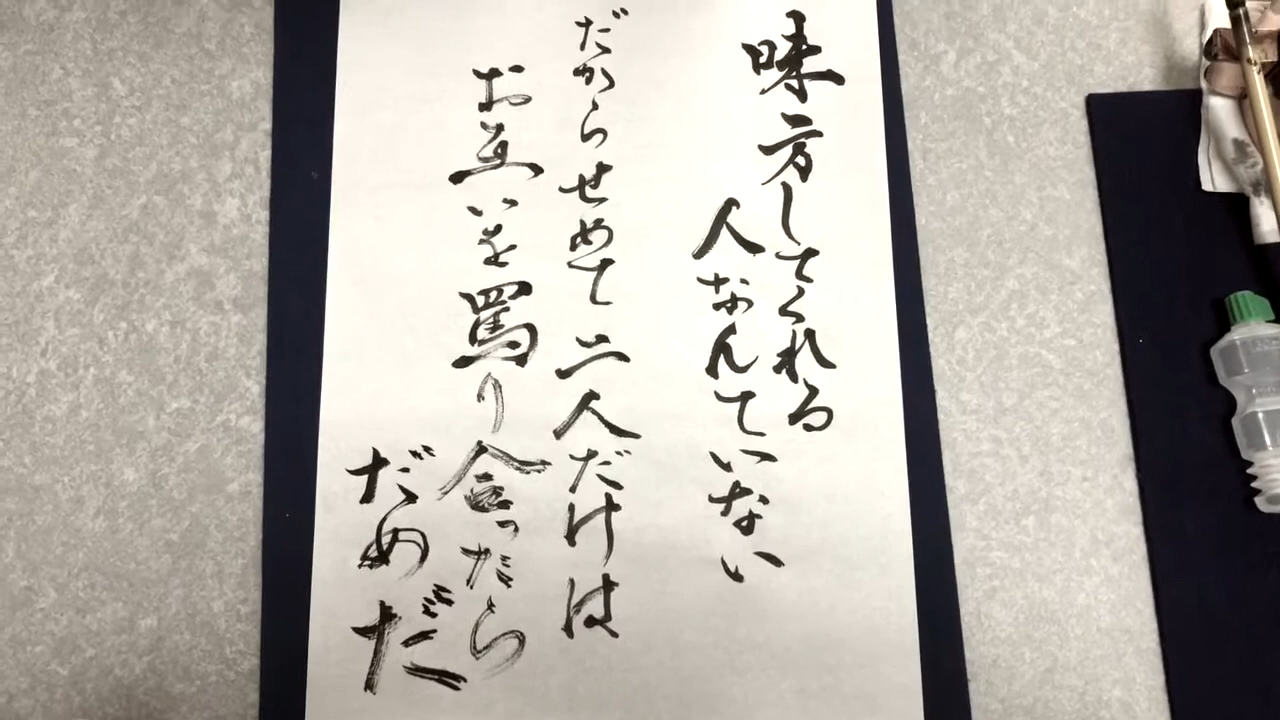 味方してくれる
人なんていない
だからせめて二人だけは
お互いを罵り合ったら
だめだ